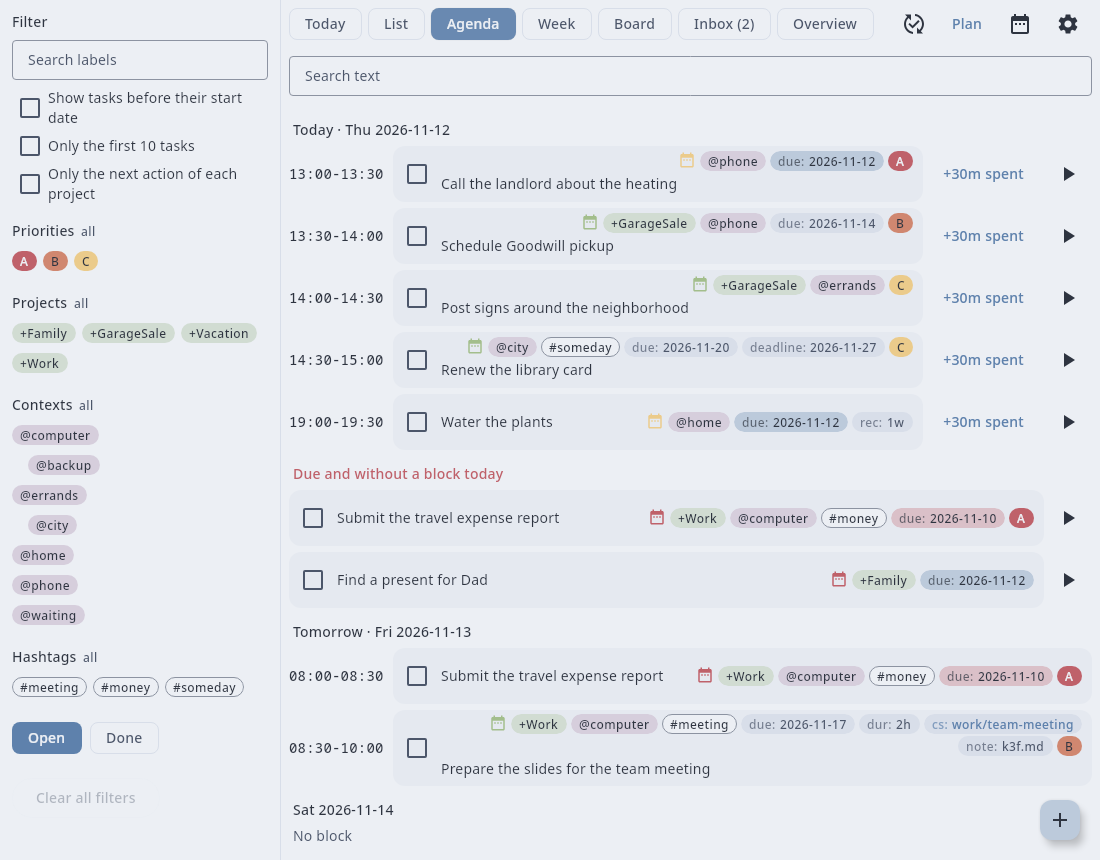 Filter
Search labels
Show tasks before their start
date
Only the first 10 tasks
Only the next action of each
project
Priorities all
A B C
Projects all
+Family +GarageSale +Vacation
+Work
Contexts all
@computer
@backup
@errands
@city
@home
@phone
@waiting
Hashtags all
#meeting #money #someday
Open Done
Clear all filters
Today List Agenda Week Board Inbox (2) Overview Plan
Search text
Today · Thu 2026-11-12
@phone due: 2026-11-12 A
13:00-13:30 Call the landlord about the heating +30m spent
+GarageSale @phone due: 2026-11-14 B
13:30-14:00 Schedule Goodwill pickup +30m spent
+GarageSale @errands C
14:00-14:30 Post signs around the neighborhood +30m spent
@city #someday due: 2026-11-20 deadline: 2026-11-27 C
14:30-15:00 Renew the library card +30m spent
19:00-19:30 Water the plants @home due: 2026-11-12 rec: 1w +30m spent
Due and without a block today
Submit the travel expense report +Work @computer #money due: 2026-11-10 A
Find a present for Dad +Family due: 2026-11-12
Tomorrow · Fri 2026-11-13
08:00-08:30 Submit the travel expense report +Work @computer #money due: 2026-11-10 A
+Work @computer #meeting due: 2026-11-17 dur: 2h cs: work/team-meeting
08:30-10:00 note: k3f.md B
Prepare the slides for the team meeting
Sat 2026-11-14
No block